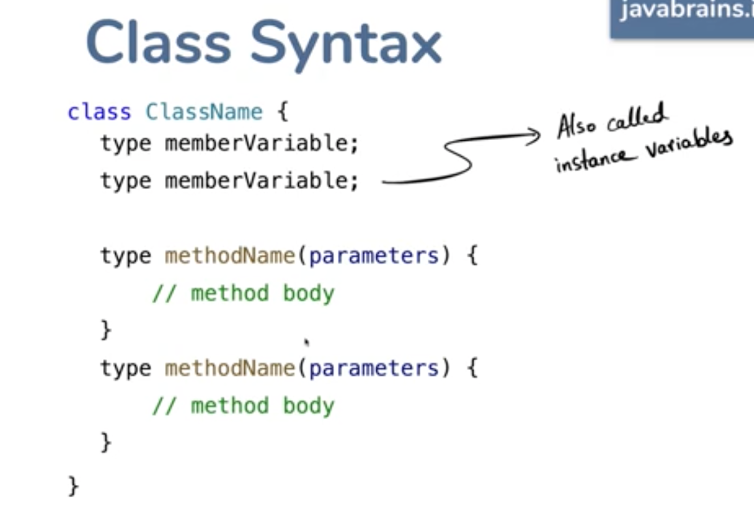 javabrains.i
Class Syntax
class ClassName {
    type memberVariable;
    type memberVariable;
Also called
instance variables
    type methodName(parameters) {
        // method body
    }
    type methodName(parameters) {
        // method body
    }
}